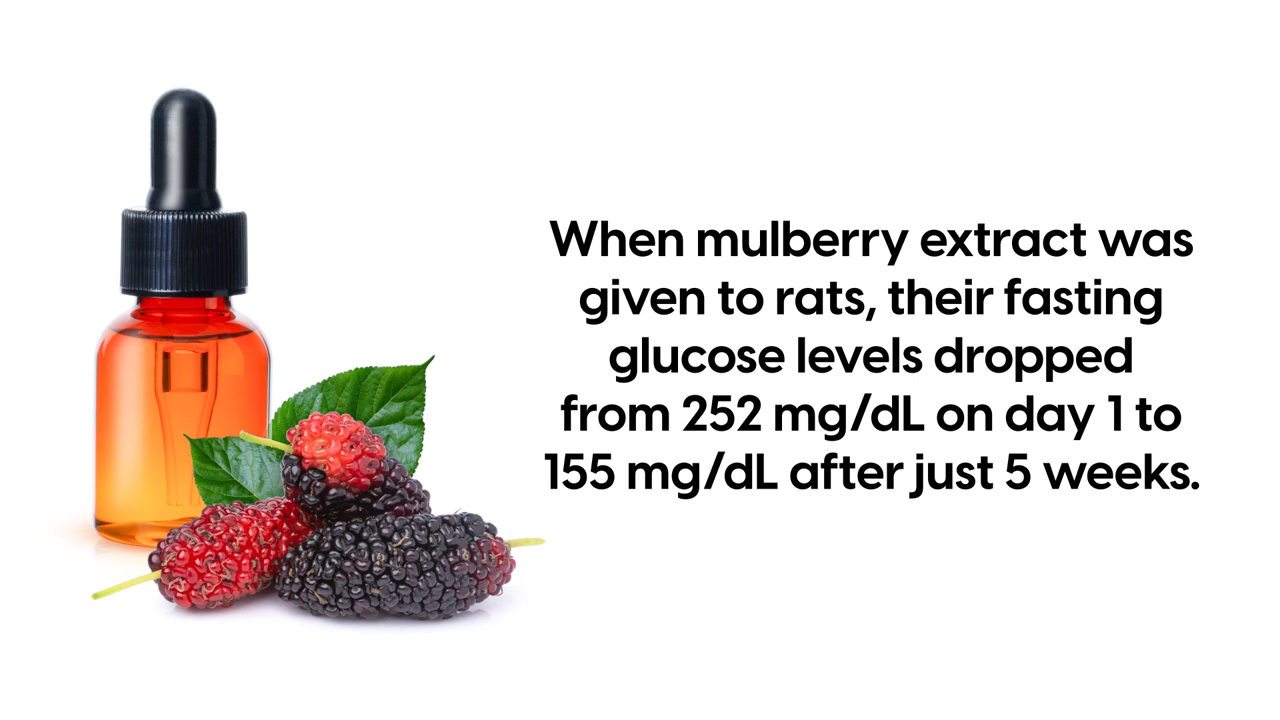 When mulberry extract was
given to rats, their fasting
glucose levels dropped
from 252 mg/dL on day 1 to
155 mg/dL after just 5 weeks.